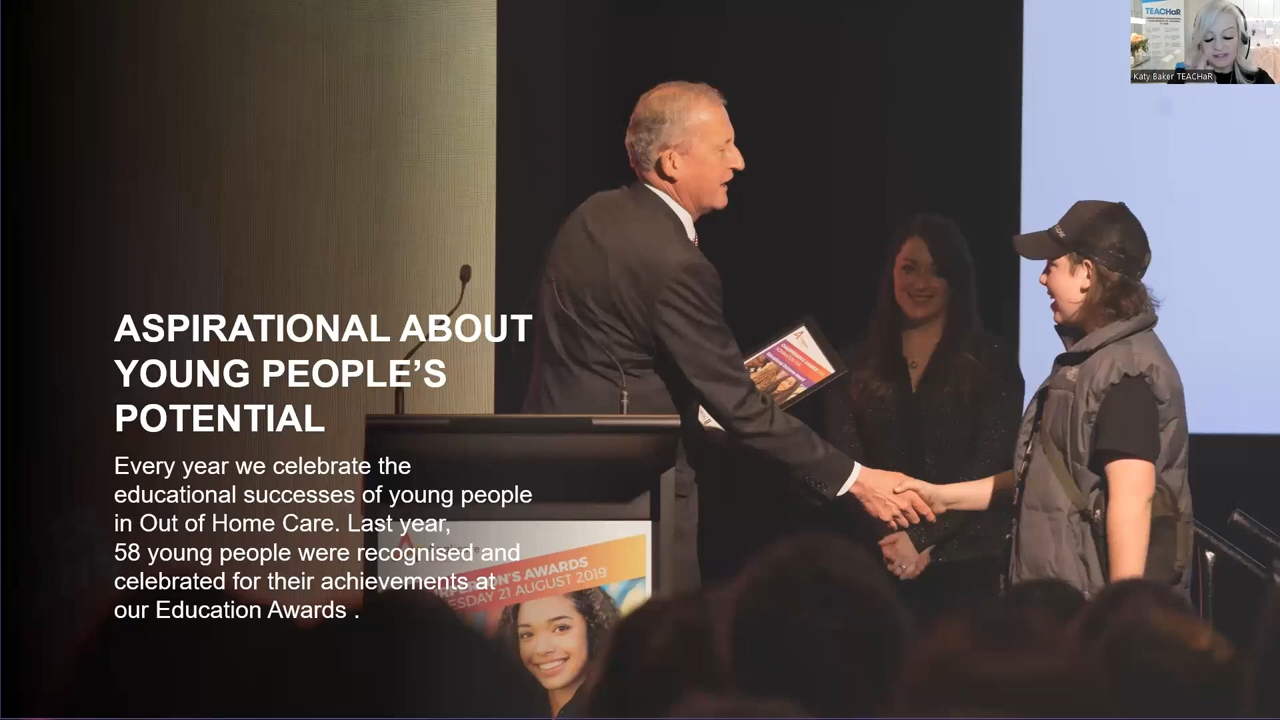 TEACHaR
Katy Baker TEACHaR
ASPIRATIONAL ABOUT
YOUNG PEOPLE’S
POTENTIAL
Every year we celebrate the
educational successes of young people
in Out of Home Care. Last year,
58 young people were recognised and
celebrated for their achievements at
our Education Awards .
AWARDS
21 AUGUST 2019